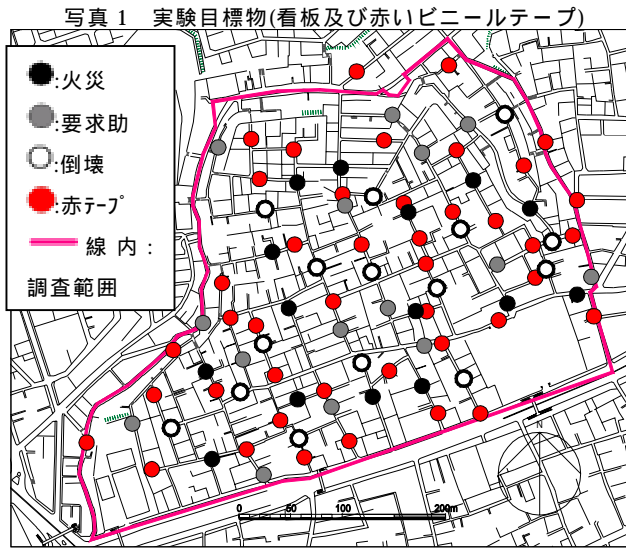 写真 1 実験目標物(看板及び赤いビニールテープ)
:火災
:要求助
:倒壊
:赤ﾃｰﾌﾟ
線 内 :
調査範囲
0 50 100 200m